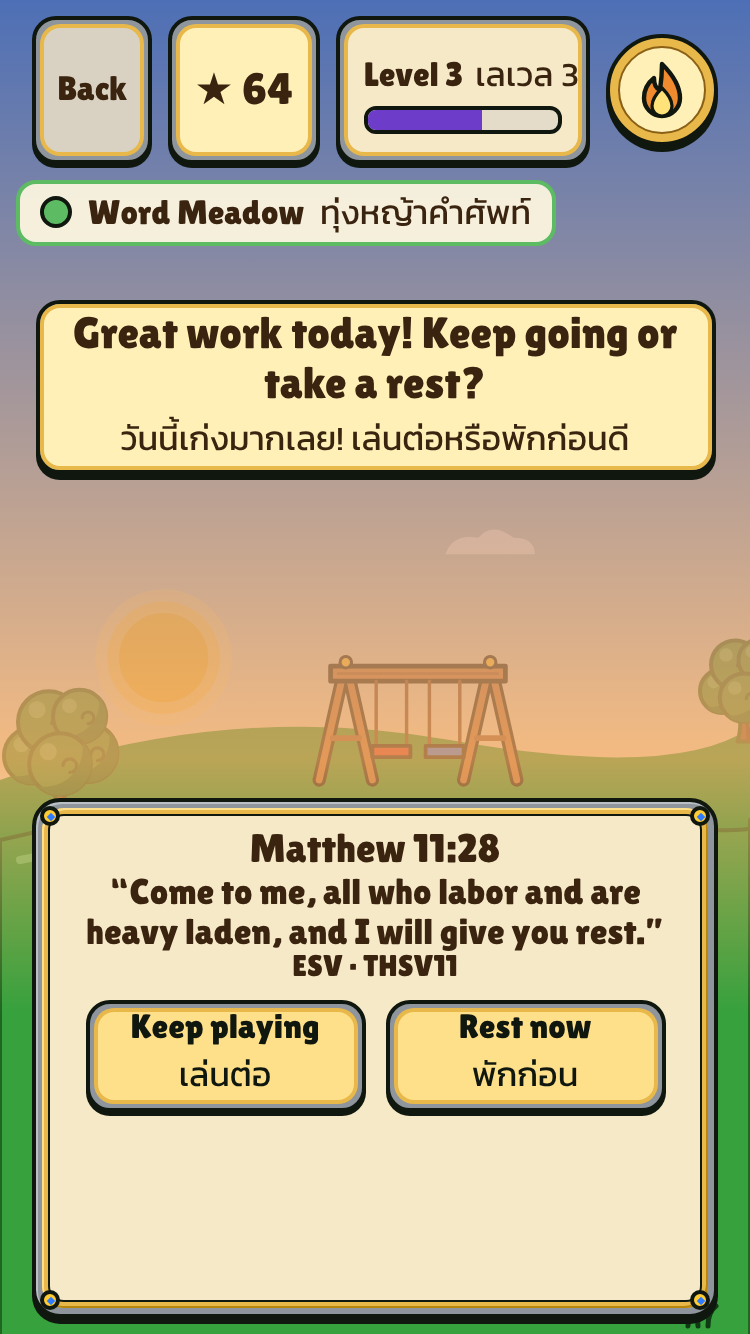 Back
★ 64
Level 3 เลเวล 3
Word Meadow ทุ่งหญ้าคำศัพท์
Great work today! Keep going or
take a rest?
วันนี้เก่งมากเลย! เล่นต่อหรือพักก่อนดี
Matthew 11:28
“Come to me, all who labor and are
heavy laden, and I will give you rest.”
ESV · THSV11
Keep playing
เล่นต่อ
Rest now
พักก่อน